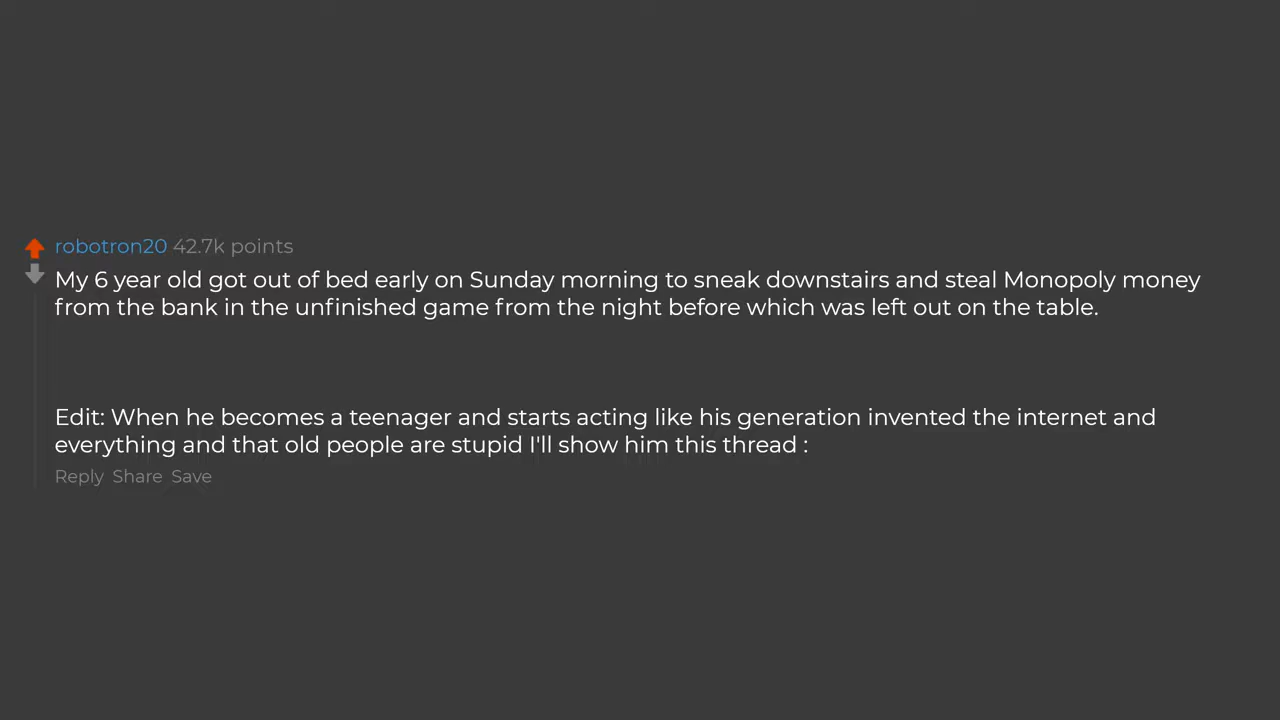 robotron20 42.7k points
My 6 year old got out of bed early on Sunday morning to sneak downstairs and steal Monopoly money
from the bank in the unfinished game from the night before which was left out on the table.
Edit: When he becomes a teenager and starts acting like his generation invented the internet and
everything and that old people are stupid I'll show him this thread :
Reply Share Save